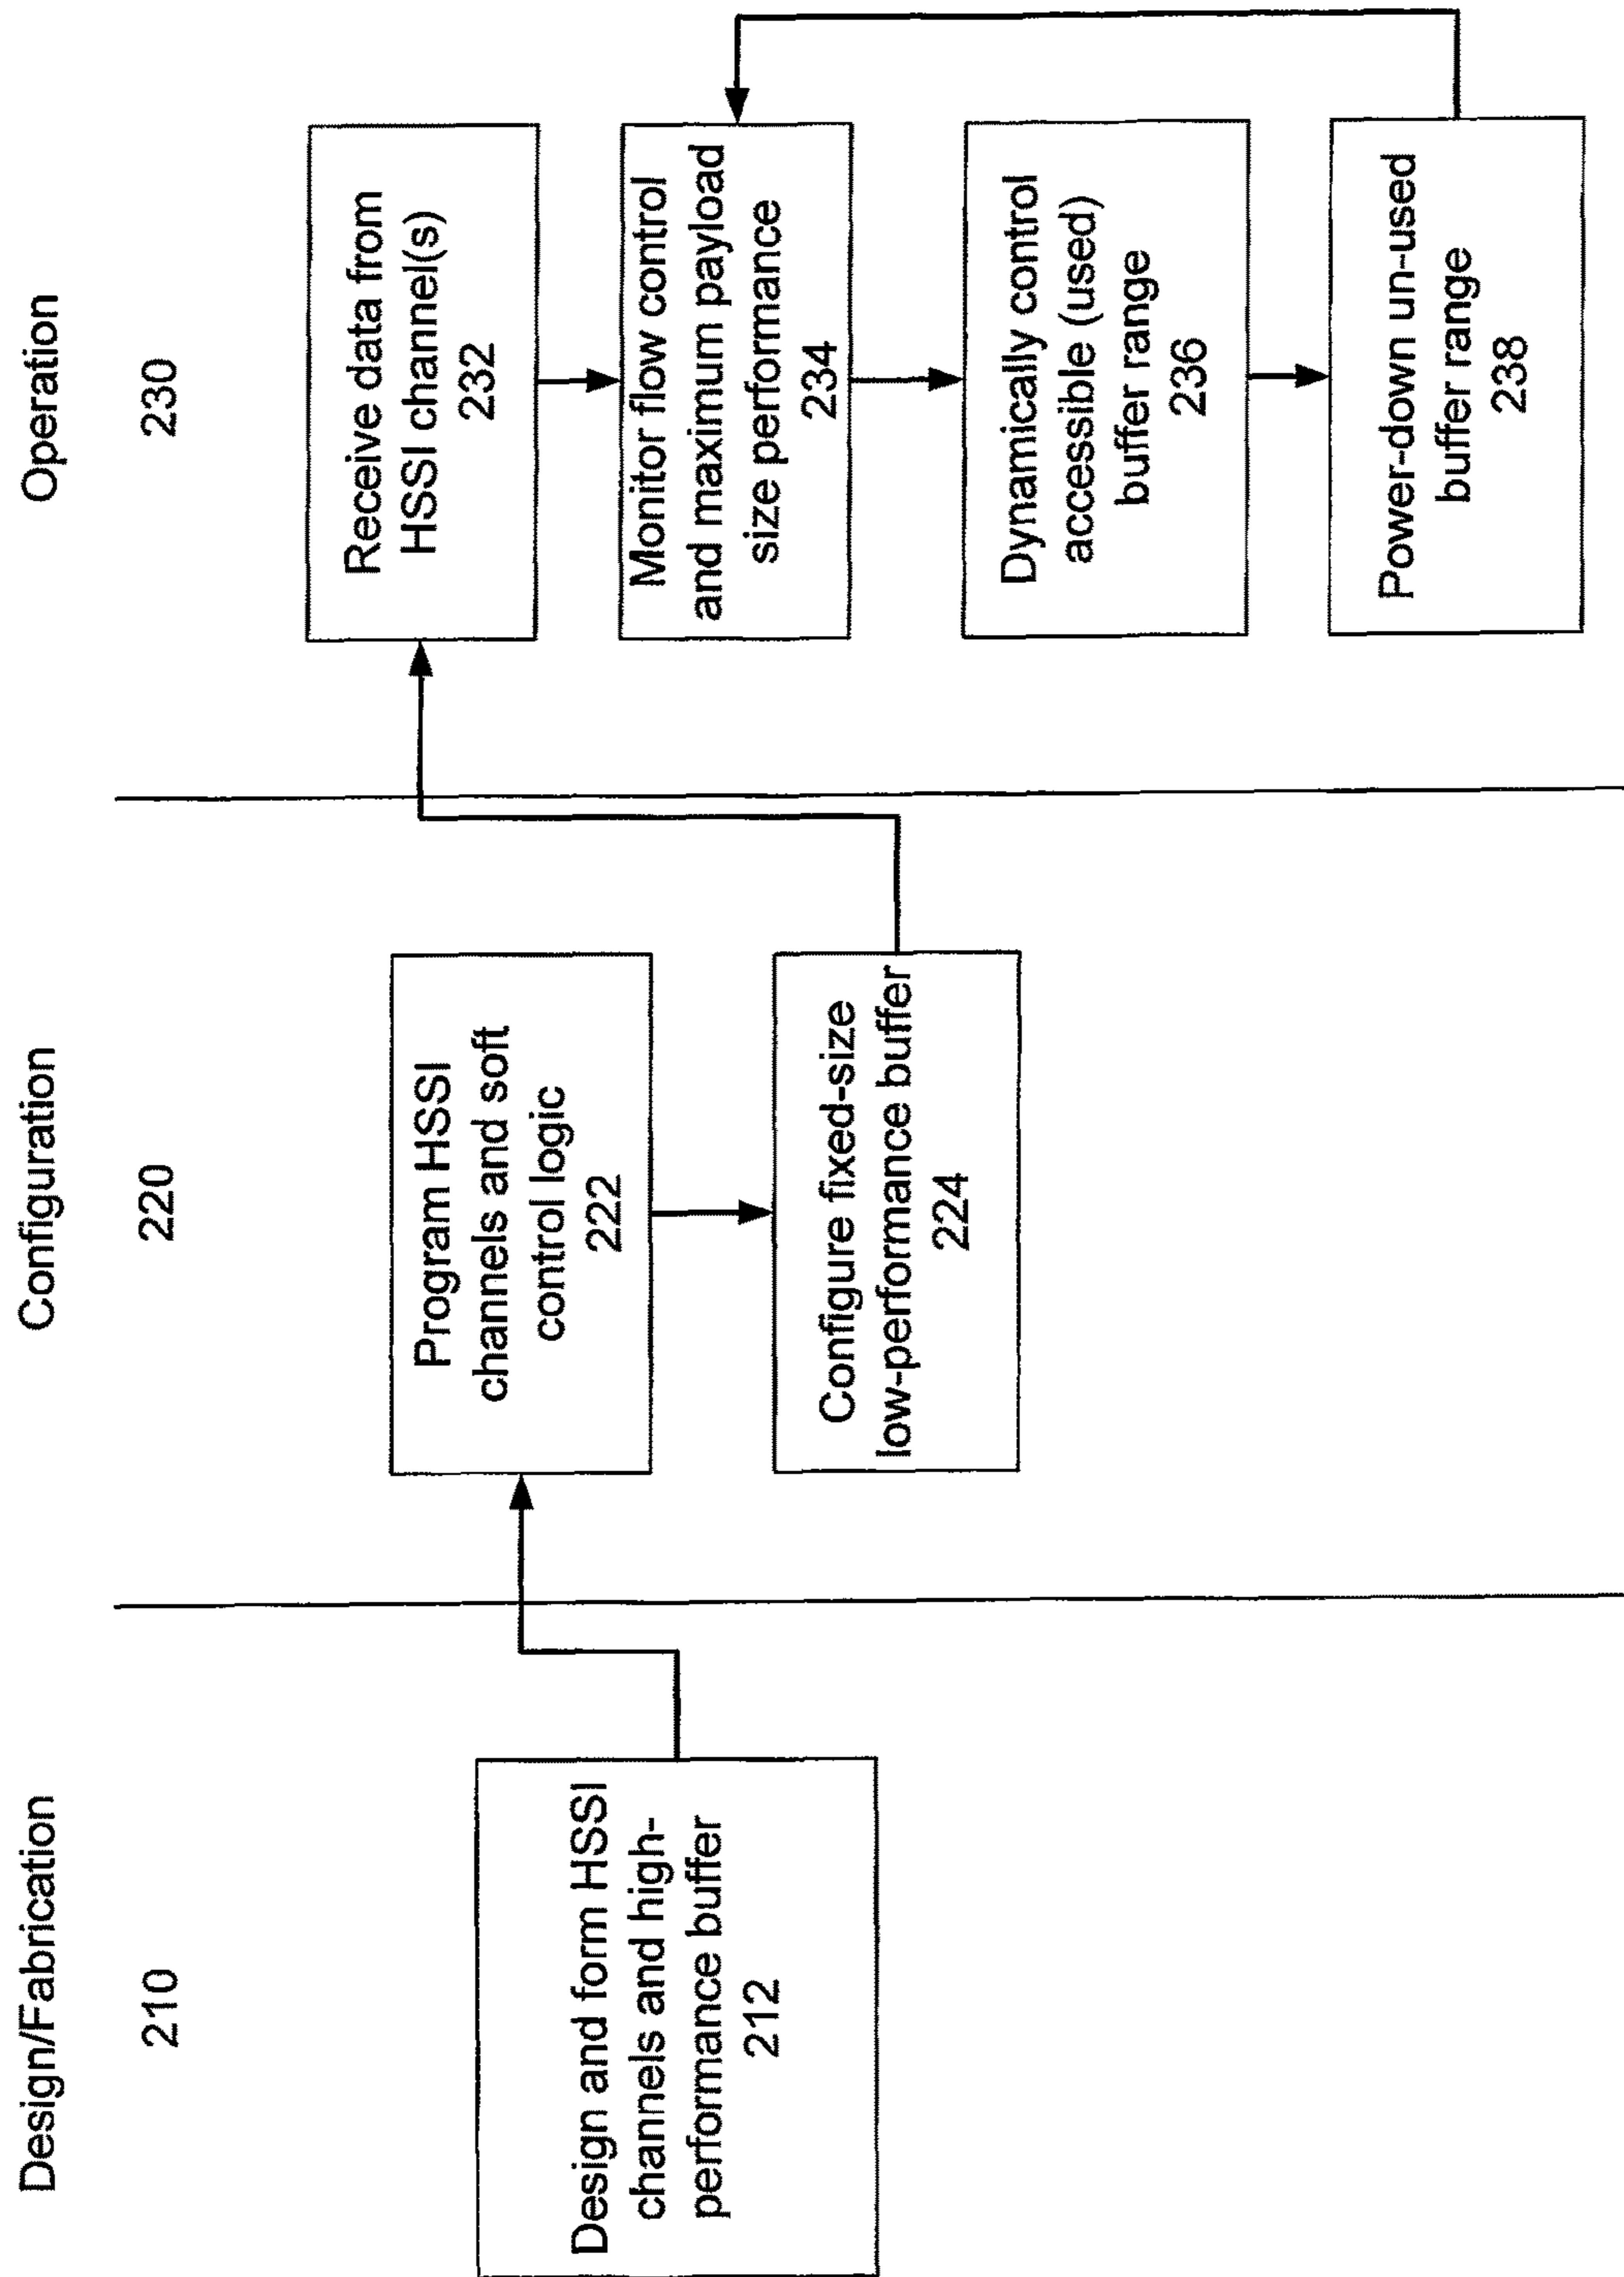 Design/Fabrication
210
Design and form HSSI
channels and high-
performance buffer
212
Configuration
220
Program HSSI
channels and soft
control logic
222
Configure fixed-size
low-performance buffer
224
Operation
230
Receive data from
HSSI channel(s)
232
Monitor flow control
and maximum payload
size performance
234
Dynamically control
accessible (used)
buffer range
236
Power-down un-used
buffer range
238